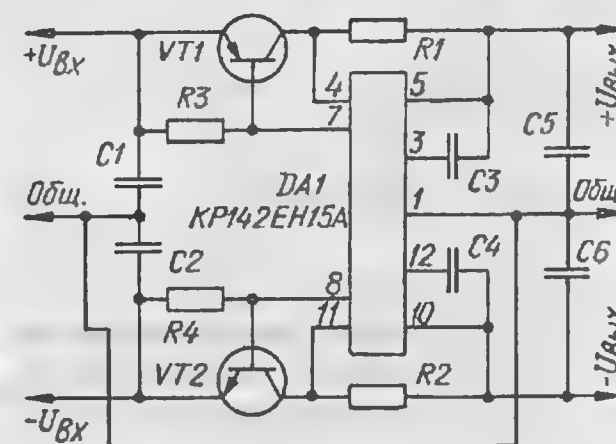 VT1
R1
+Uвх
+Uвых
4
5
R3
7
C1
3
C5
C3
DA1
Общ.
КР142ЕН15А
1
Общ.
C2
12
C4
C6
8
R4
11
10
VT2
R2
-Uвх
-Uвых